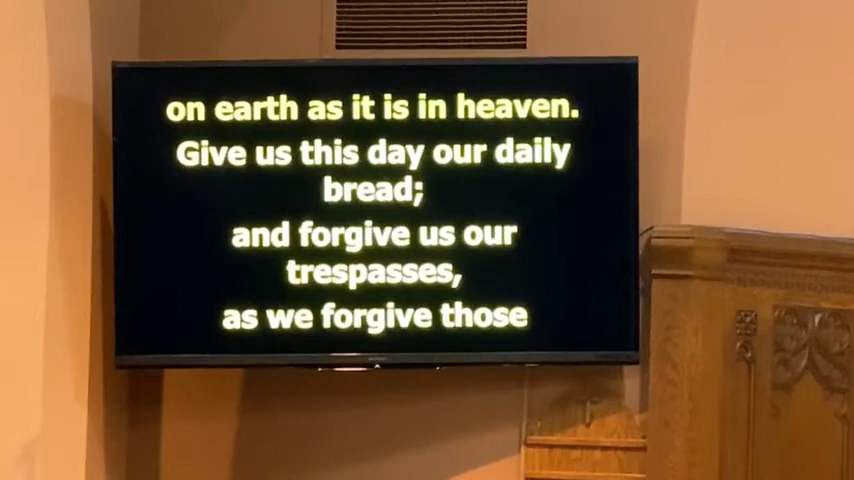 on earth as it is in heaven.
Give us this day our daily
bread;
and forgive us our
trespasses,
as we forgive those